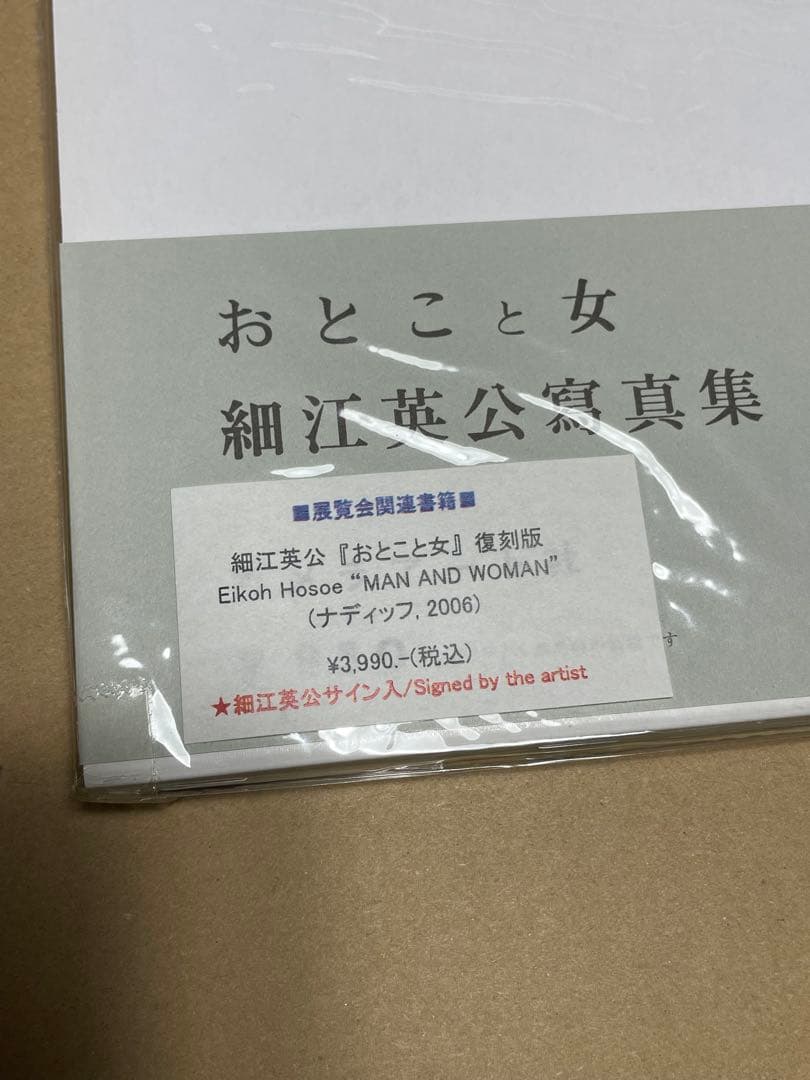 おとこと女
細江英公寫真集
■展覧会関連書籍■
細江英公『おとこと女』復刻版
Eikoh Hosoe “MAN AND WOMAN”
(ナディッフ, 2006)
¥3,990.-(税込)
★細江英公サイン入/Signed by the artist
す